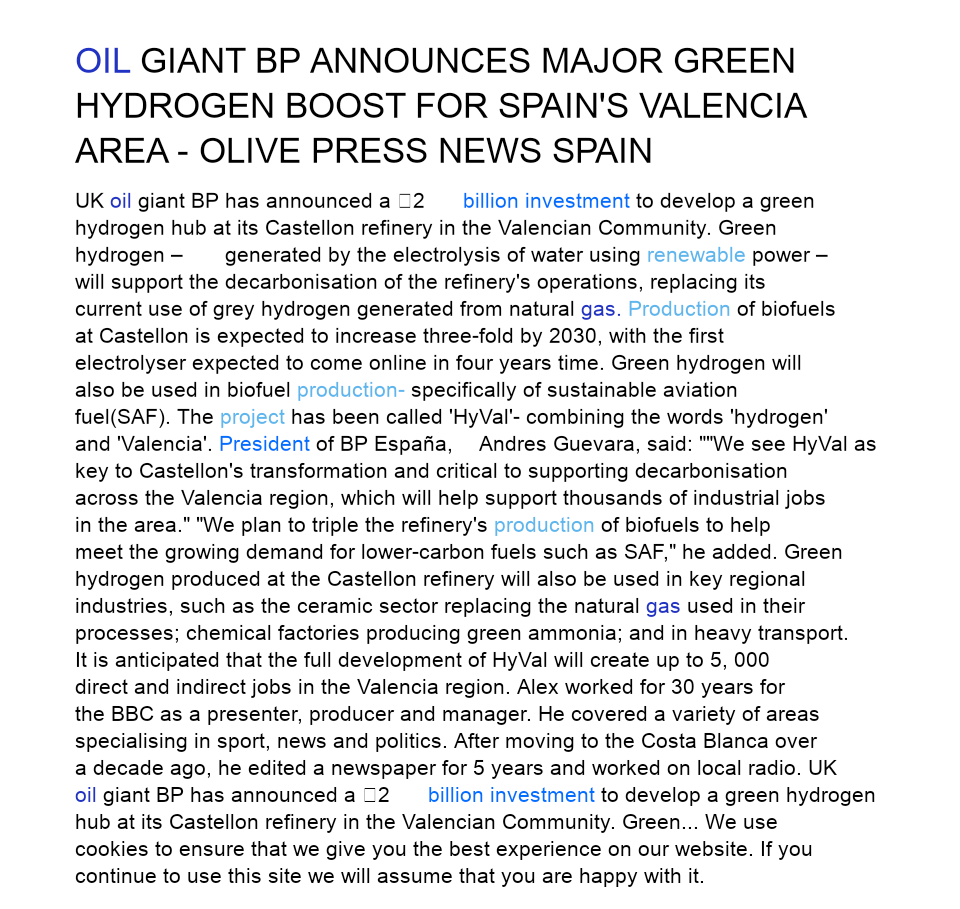 OIL GIANT BP ANNOUNCES MAJOR GREEN
HYDROGEN BOOST FOR SPAIN'S VALENCIA
AREA - OLIVE PRESS NEWS SPAIN
UK oil giant BP has announced a □2 billion investment to develop a green
hydrogen hub at its Castellon refinery in the Valencian Community. Green
hydrogen – generated by the electrolysis of water using renewable power –
will support the decarbonisation of the refinery's operations, replacing its
current use of grey hydrogen generated from natural gas. Production of biofuels
at Castellon is expected to increase three-fold by 2030, with the first
electrolyser expected to come online in four years time. Green hydrogen will
also be used in biofuel production- specifically of sustainable aviation
fuel(SAF). The project has been called 'HyVal'- combining the words 'hydrogen'
and 'Valencia'. President of BP España, Andres Guevara, said: ""We see HyVal as
key to Castellon's transformation and critical to supporting decarbonisation
across the Valencia region, which will help support thousands of industrial jobs
in the area." "We plan to triple the refinery's production of biofuels to help
meet the growing demand for lower-carbon fuels such as SAF," he added. Green
hydrogen produced at the Castellon refinery will also be used in key regional
industries, such as the ceramic sector replacing the natural gas used in their
processes; chemical factories producing green ammonia; and in heavy transport.
It is anticipated that the full development of HyVal will create up to 5, 000
direct and indirect jobs in the Valencia region. Alex worked for 30 years for
the BBC as a presenter, producer and manager. He covered a variety of areas
specialising in sport, news and politics. After moving to the Costa Blanca over
a decade ago, he edited a newspaper for 5 years and worked on local radio. UK
oil giant BP has announced a □2 billion investment to develop a green hydrogen
hub at its Castellon refinery in the Valencian Community. Green... We use
cookies to ensure that we give you the best experience on our website. If you
continue to use this site we will assume that you are happy with it.